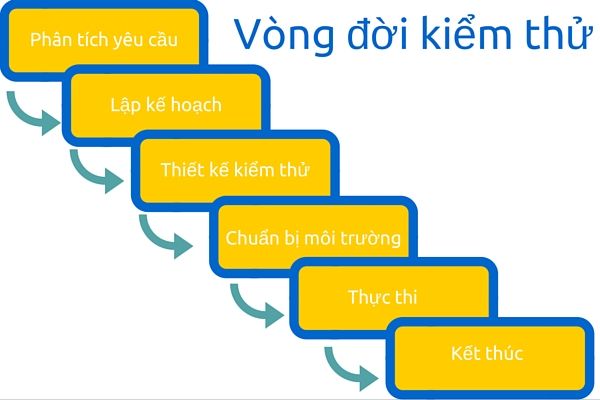 Vòng đời kiểm thử
Phân tích yêu cầu
Lập kế hoạch
Thiết kế kiểm thử
Chuẩn bị môi trường
Thực thi
Kết thúc